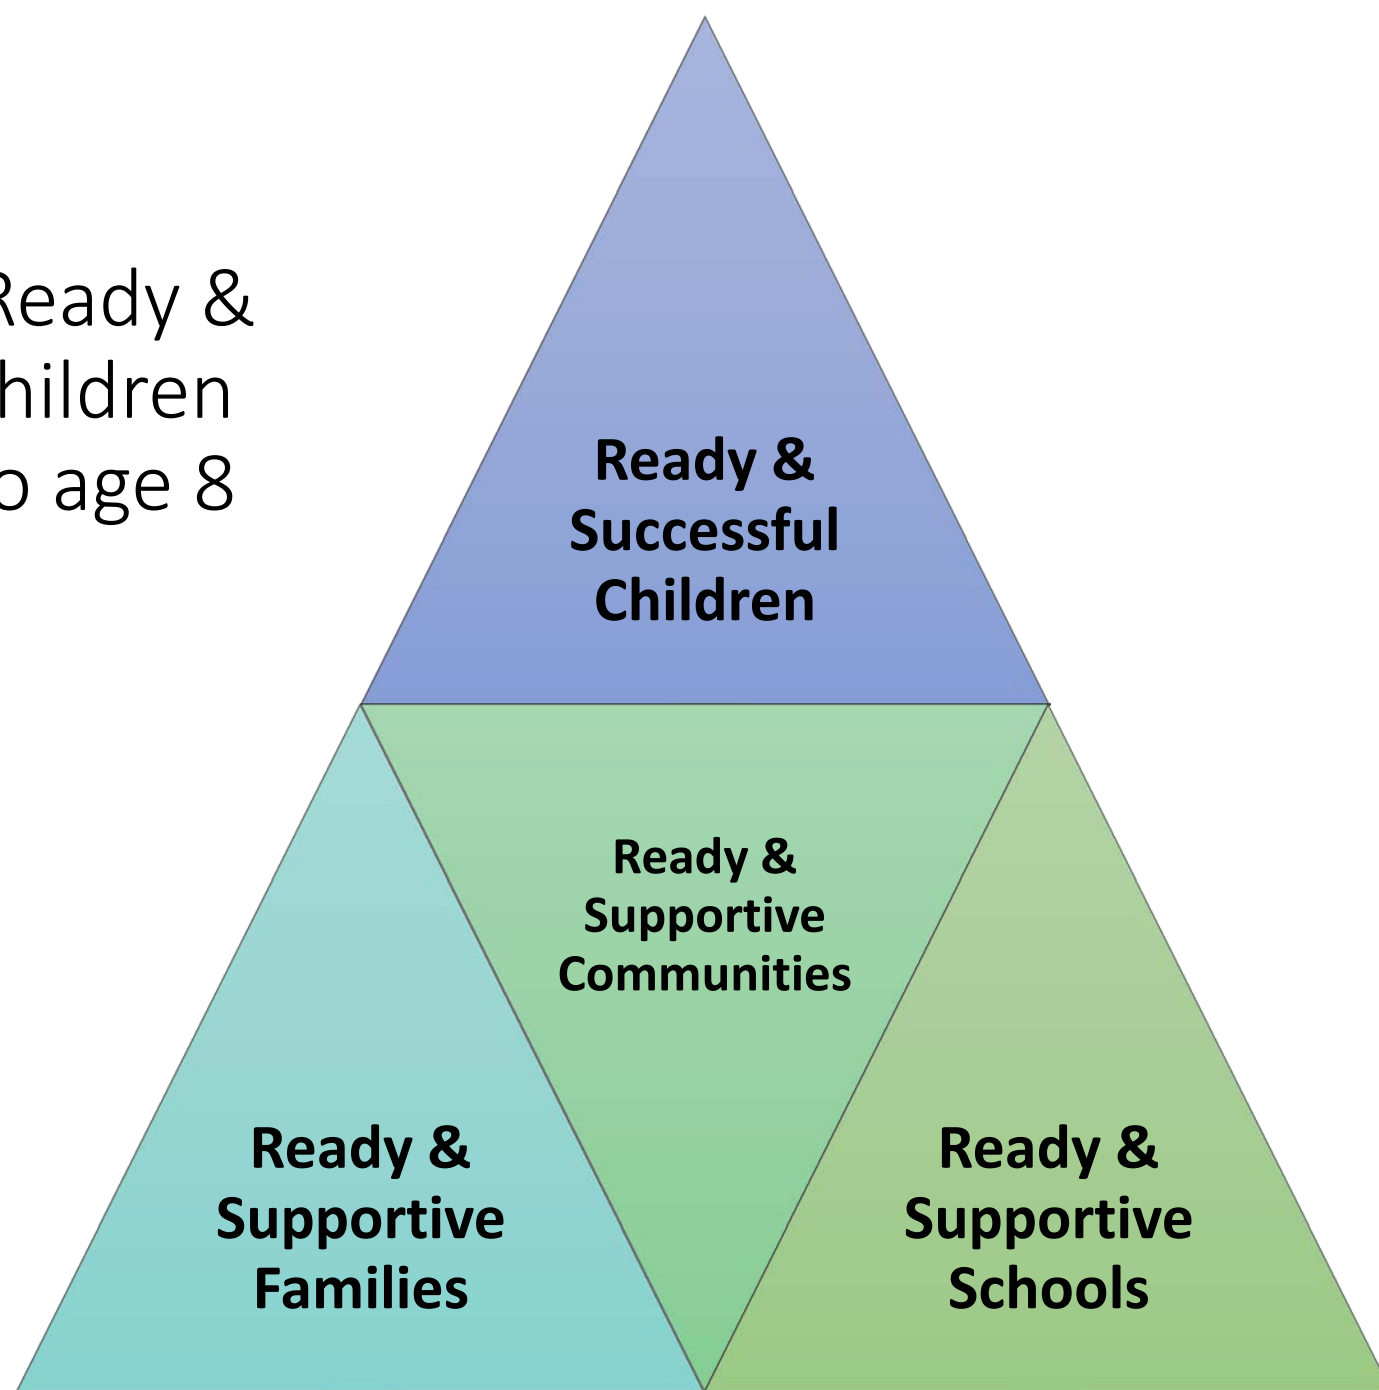 Ready &
hildren
o age 8
Ready &
Successful
Children
Ready &
Supportive
Communities
Ready &
Supportive
Families
Ready &
Supportive
Schools